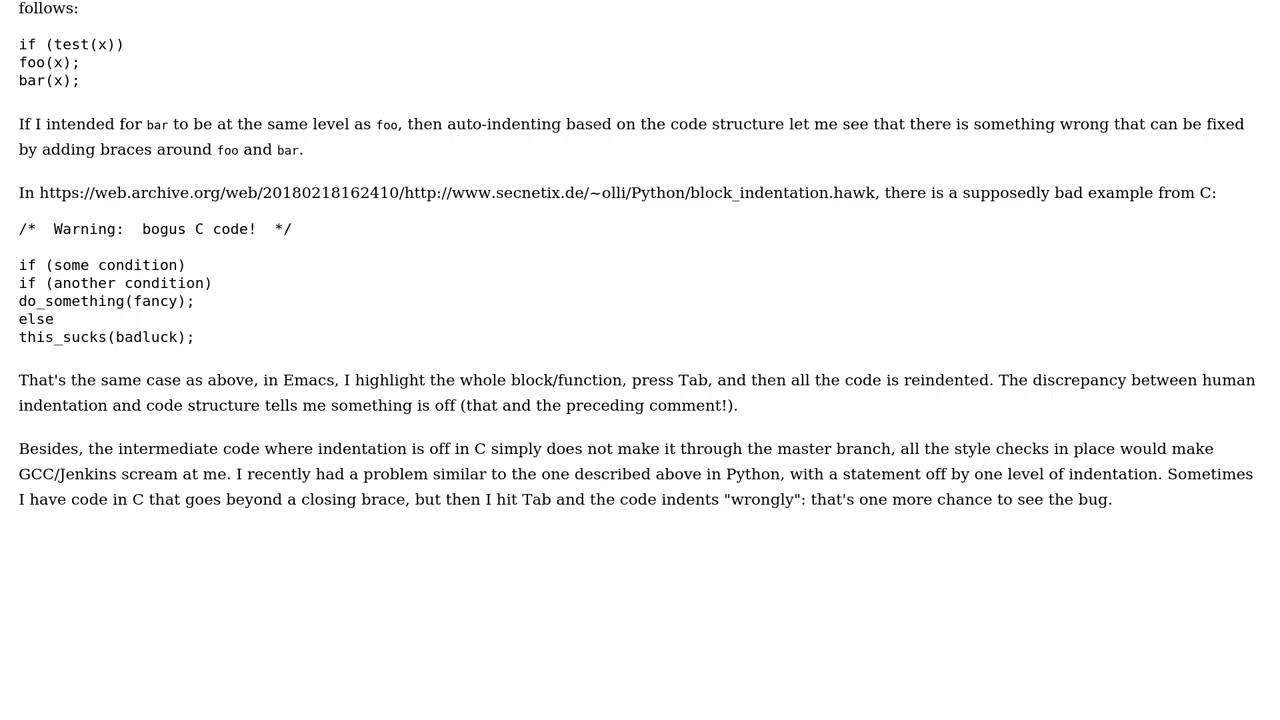 follows:
if (test(x))
foo(x);
bar(x);
If I intended for bar to be at the same level as foo, then auto-indenting based on the code structure let me see that there is something wrong that can be fixed
by adding braces around foo and bar.
In https://web.archive.org/web/20180218162410/http://www.secnetix.de/~olli/Python/block_indentation.hawk, there is a supposedly bad example from C:
/*  Warning:  bogus C code!  */
if (some condition)
if (another condition)
do_something(fancy);
else
this_sucks(badluck);
That's the same case as above, in Emacs, I highlight the whole block/function, press Tab, and then all the code is reindented. The discrepancy between human
indentation and code structure tells me something is off (that and the preceding comment!).
Besides, the intermediate code where indentation is off in C simply does not make it through the master branch, all the style checks in place would make
GCC/Jenkins scream at me. I recently had a problem similar to the one described above in Python, with a statement off by one level of indentation. Sometimes
I have code in C that goes beyond a closing brace, but then I hit Tab and the code indents "wrongly": that's one more chance to see the bug.